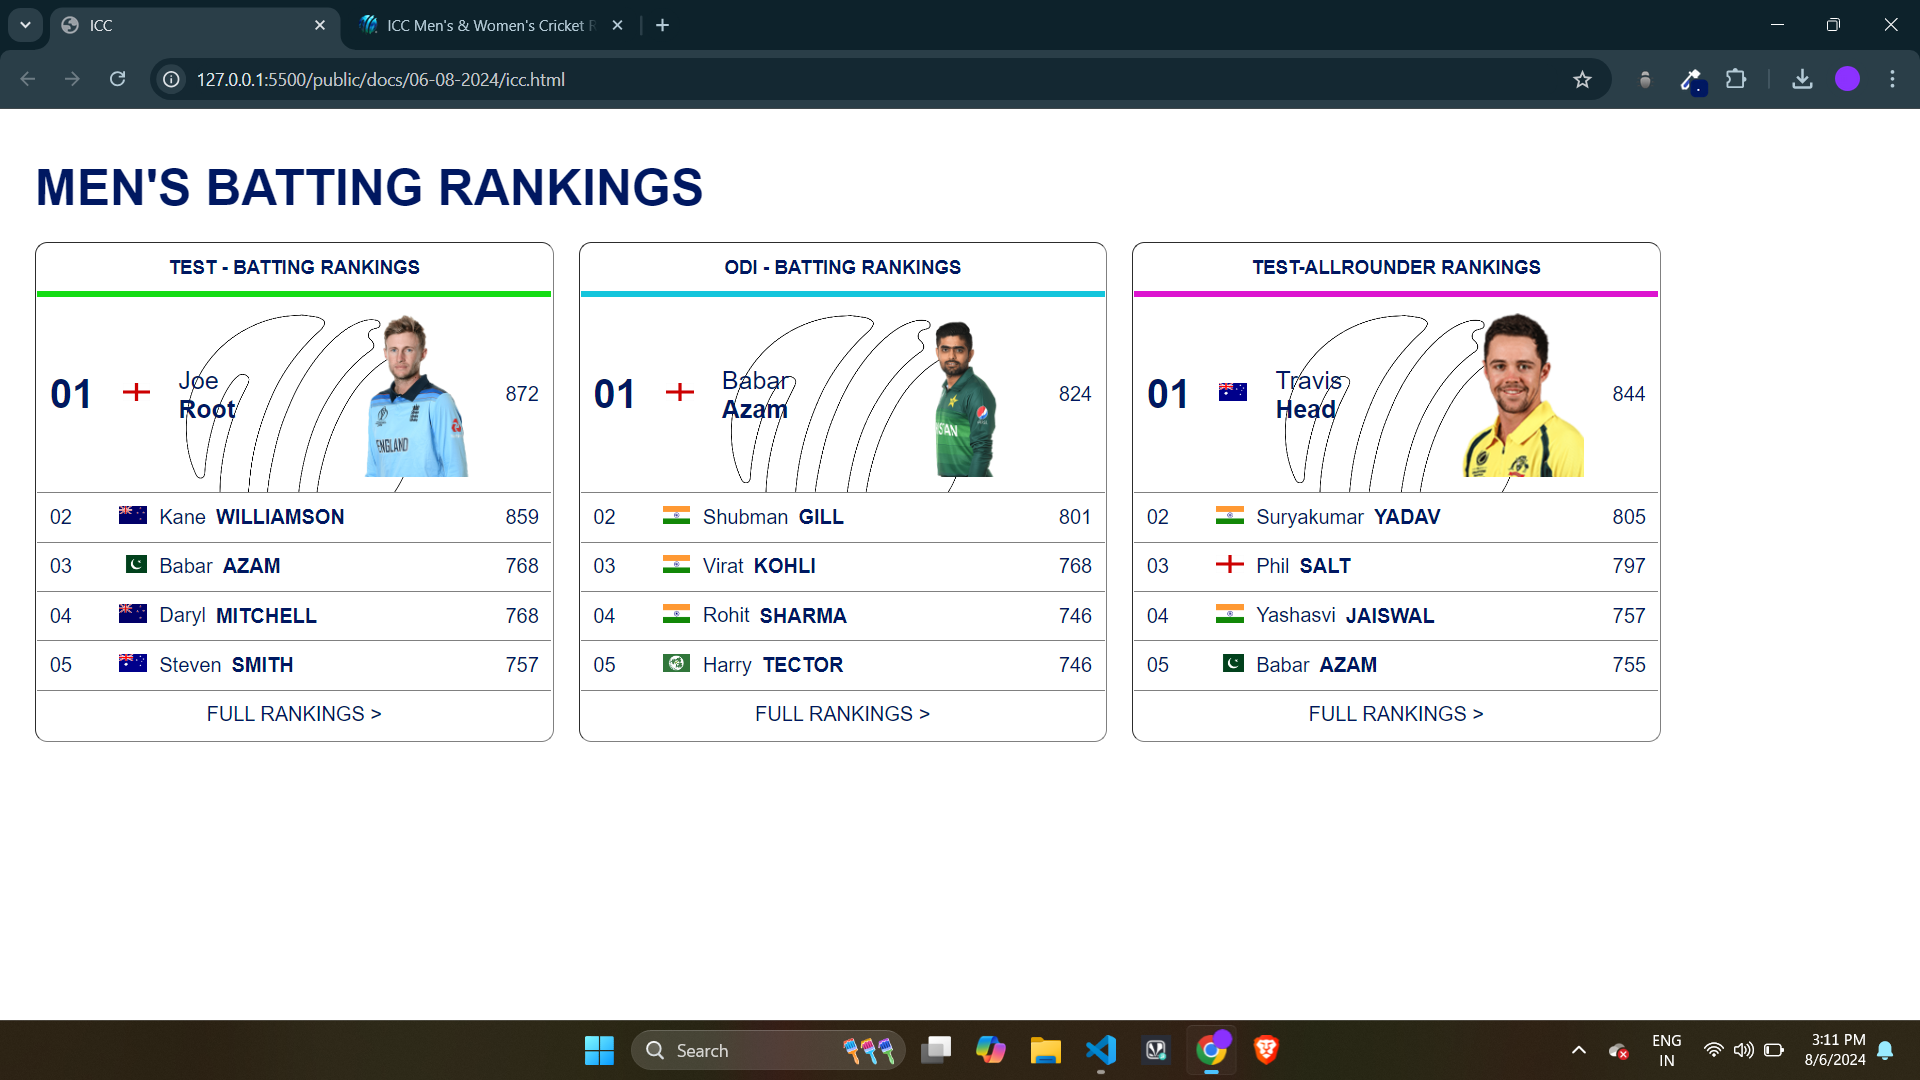 ICC
ICC Men's & Women's Cricket R
127.0.0.1:5500/public/docs/06-08-2024/icc.html
MEN'S BATTING RANKINGS
TEST - BATTING RANKINGS
01 Joe Root 872
ENGLAND
02 Kane WILLIAMSON 859
03 Babar AZAM 768
04 Daryl MITCHELL 768
05 Steven SMITH 757
FULL RANKINGS >
ODI - BATTING RANKINGS
01 Babar Azam 824
STAN
02 Shubman GILL 801
03 Virat KOHLI 768
04 Rohit SHARMA 746
05 Harry TECTOR 746
FULL RANKINGS >
TEST-ALLROUNDER RANKINGS
01 Travis Head 844
02 Suryakumar YADAV 805
03 Phil SALT 797
04 Yashasvi JAISWAL 757
05 Babar AZAM 755
FULL RANKINGS >
Search
ENG
IN
3:11 PM
8/6/2024